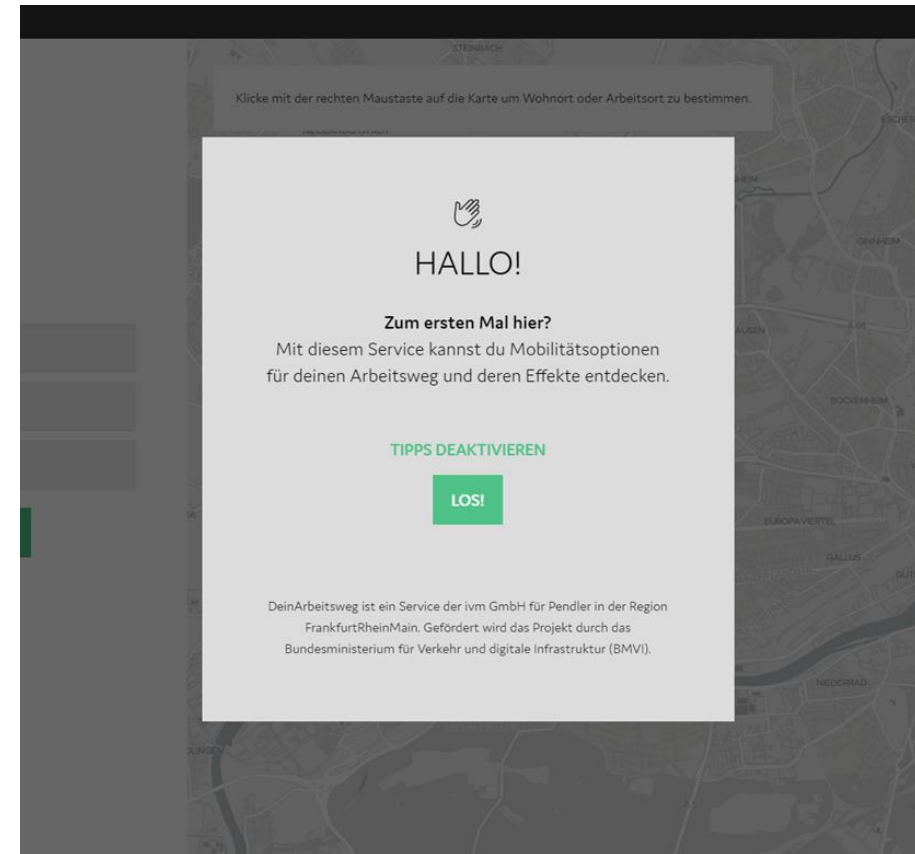 STEINBACH
Klicke mit der rechten Maustaste auf die Karte um Wohnort oder Arbeitsort zu bestimmen.
HALLO!
Zum ersten Mal hier?
Mit diesem Service kannst du Mobilitätsoptionen
für deinen Arbeitsweg und deren Effekte entdecken.
TIPPS DEAKTIVIEREN
LOS!
DeinArbeitsweg ist ein Service der ivm GmbH für Pendler in der Region
FrankfurtRheinMain. Gefördert wird das Projekt durch das
Bundesministerium für Verkehr und digitale Infrastruktur (BMVI).
GINNHEIM
A 66
BOCKENHEIM
EUROPAVIERTEL
GALLUS
NIEDERRAD